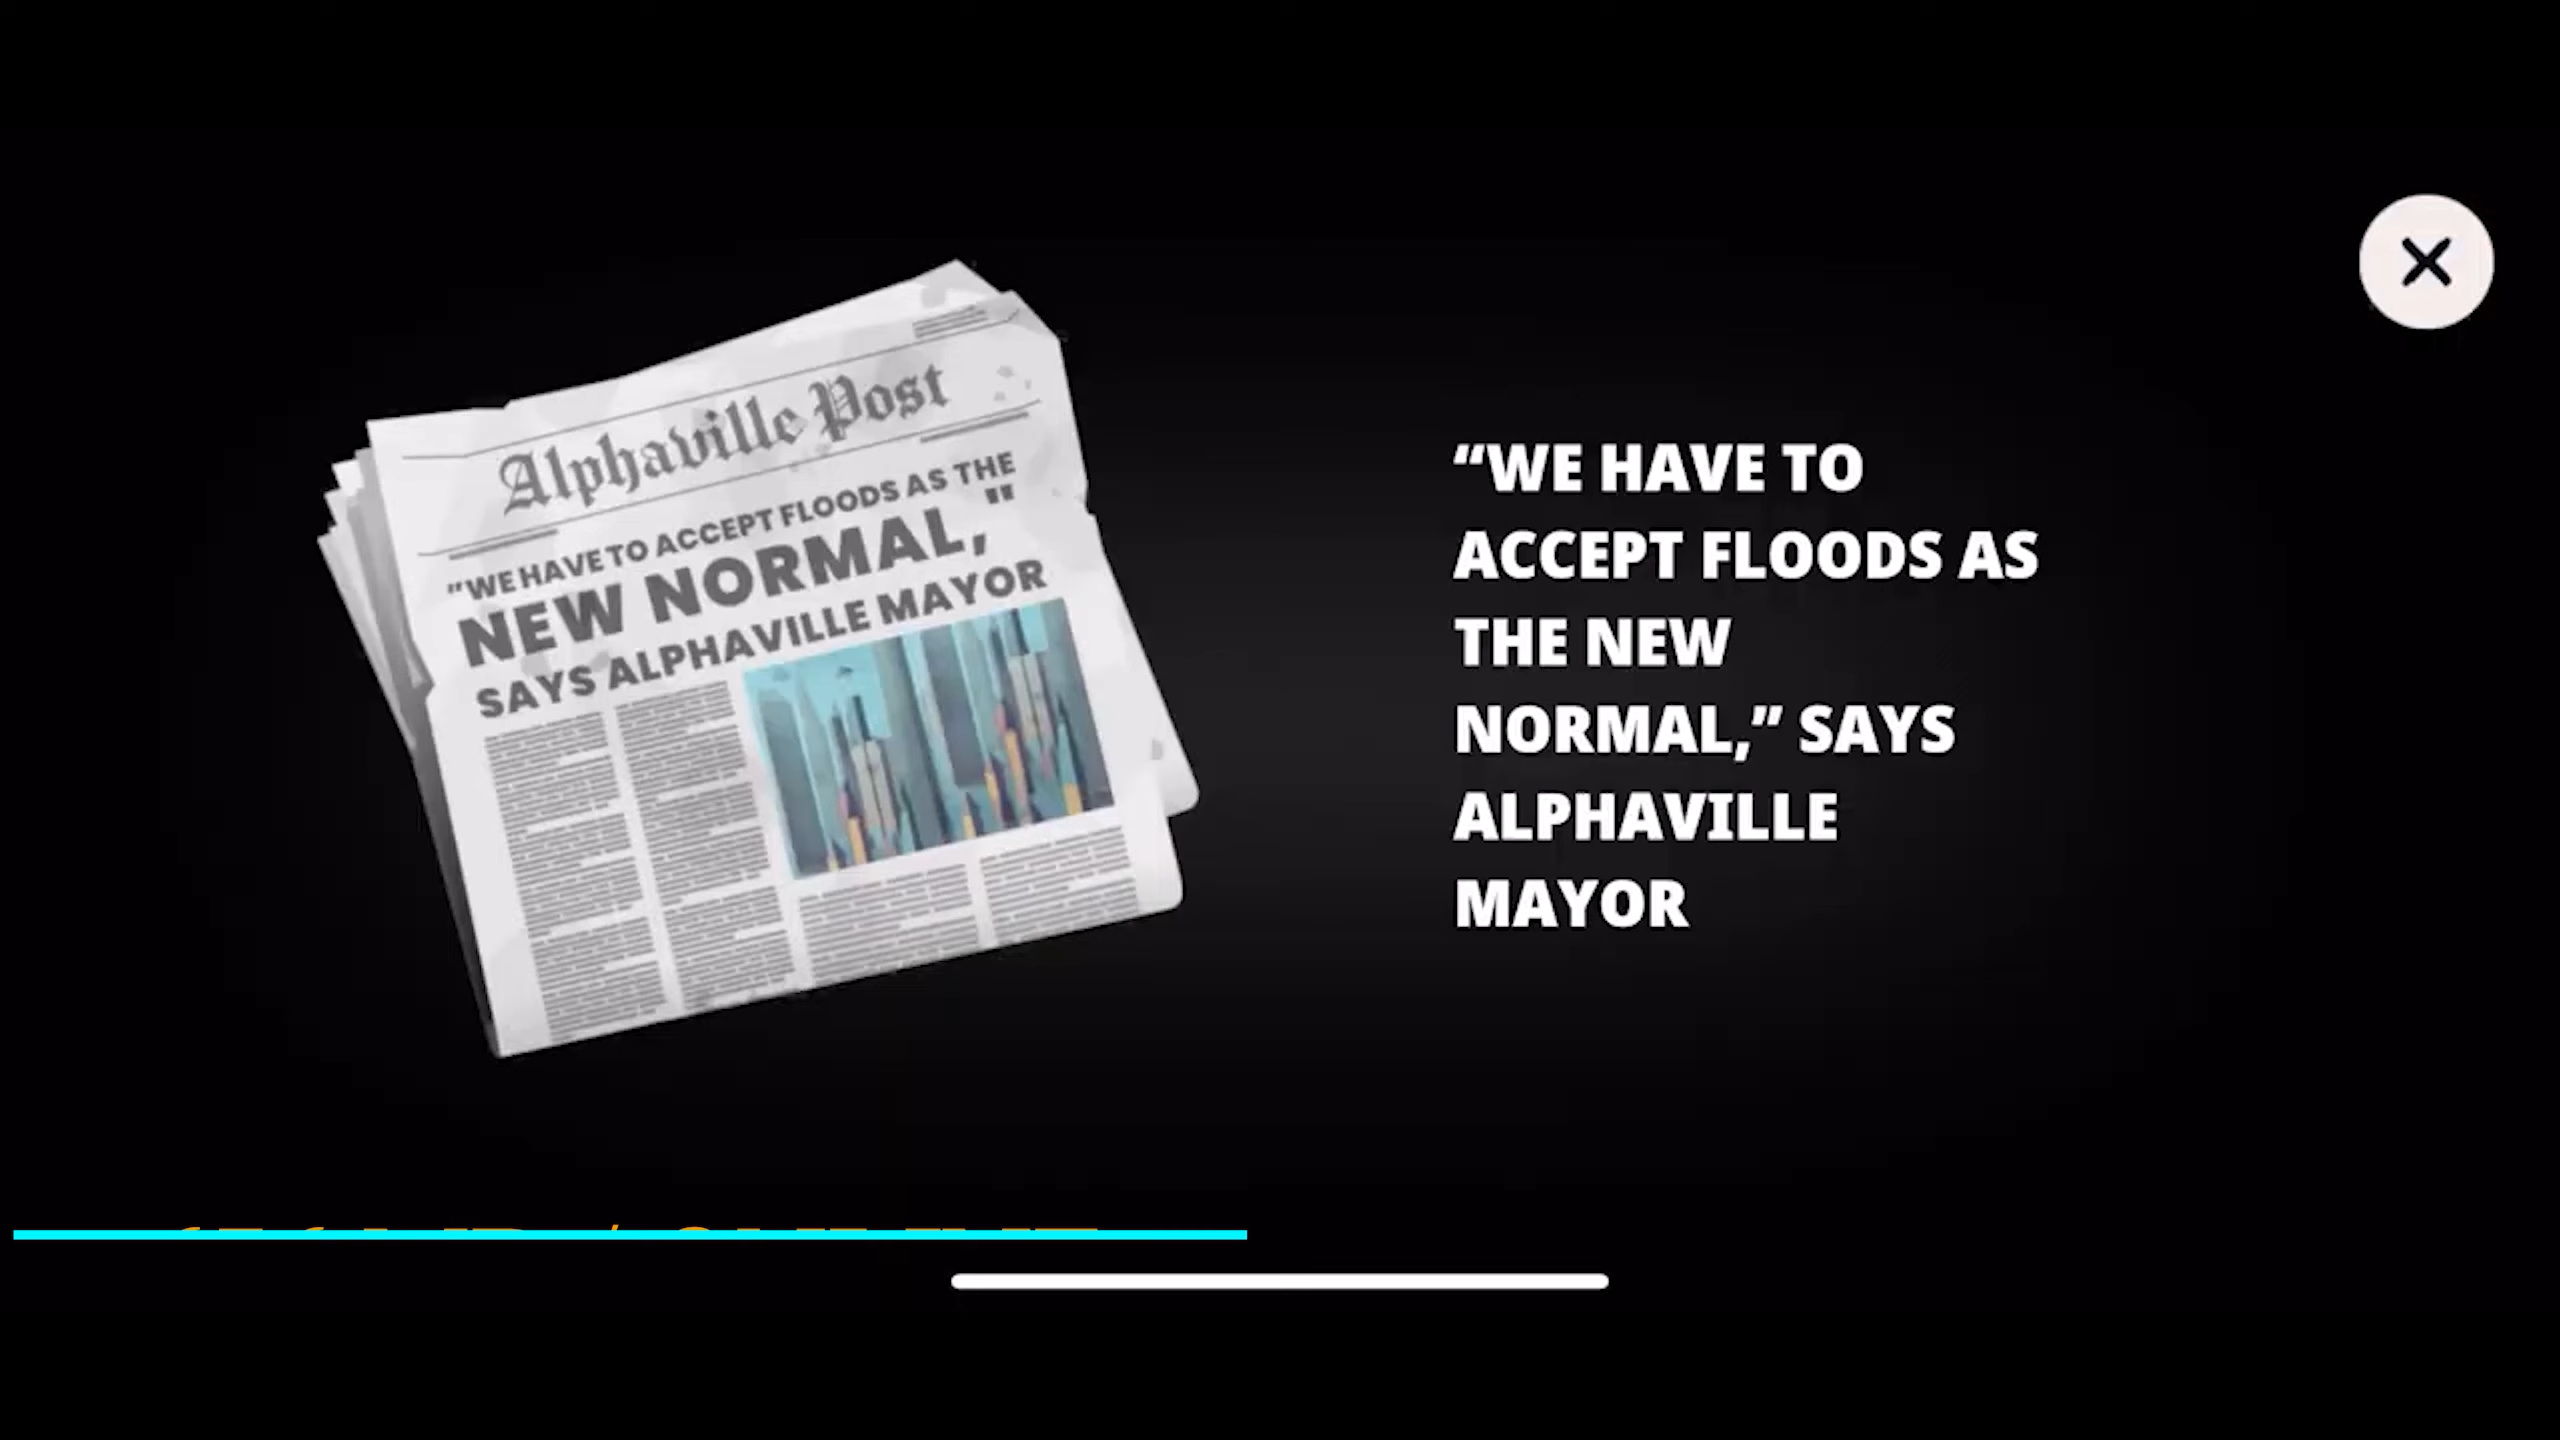 Alphaville Post
"WE HAVE TO ACCEPT FLOODS AS THE
NEW NORMAL,"
SAYS ALPHAVILLE MAYOR
“WE HAVE TO
ACCEPT FLOODS AS
THE NEW
NORMAL,” SAYS
ALPHAVILLE
MAYOR